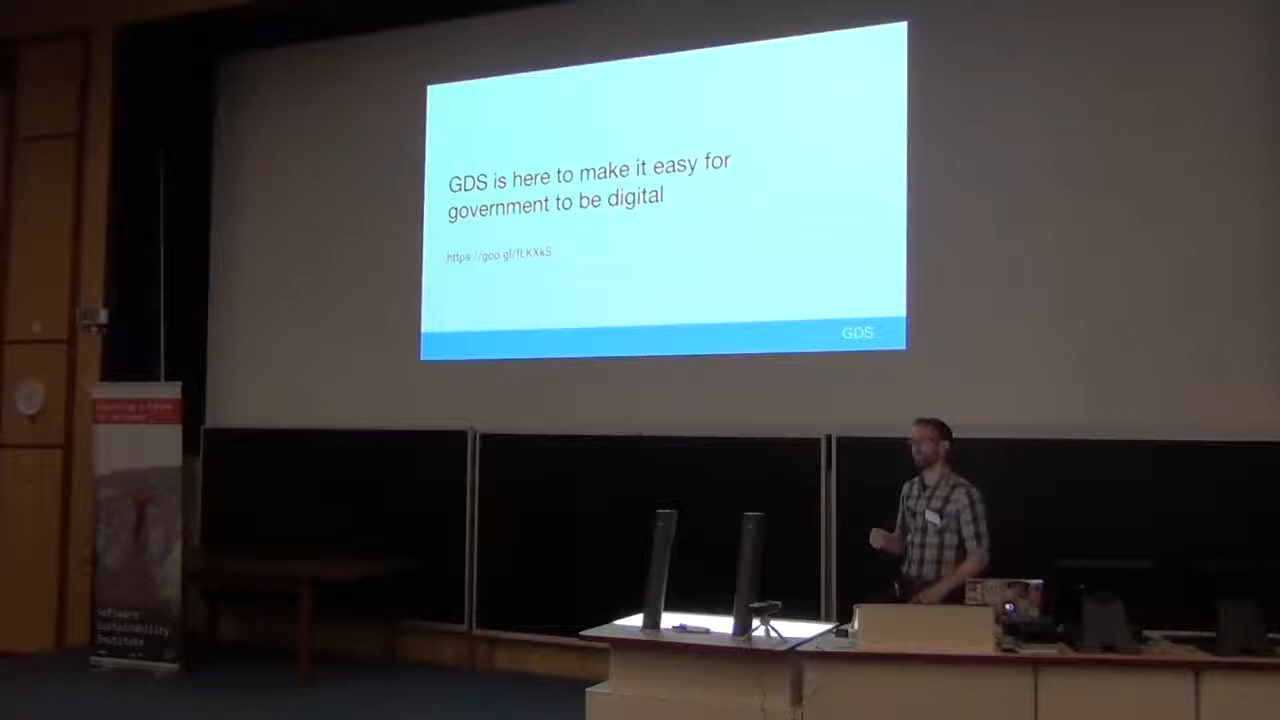 GDS is here to make it easy for
government to be digital
https://goo.gl/fLKXkS
GDS
Software
Sustainability
Institute